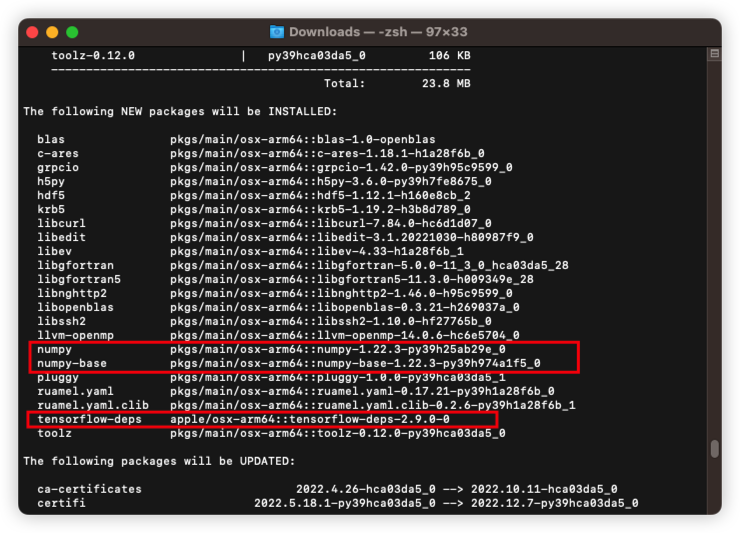 Downloads — -zsh — 97×33
toolz-0.12.0 | py39hca03da5_0 106 KB
------------------------------------------------------------
Total: 23.8 MB
The following NEW packages will be INSTALLED:
blas pkgs/main/osx-arm64::blas-1.0-openblas
c-ares pkgs/main/osx-arm64::c-ares-1.18.1-h1a28f6b_0
grpcio pkgs/main/osx-arm64::grpcio-1.42.0-py39h95c9599_0
h5py pkgs/main/osx-arm64::h5py-3.6.0-py39h7fe8675_0
hdf5 pkgs/main/osx-arm64::hdf5-1.12.1-h160e8cb_2
krb5 pkgs/main/osx-arm64::krb5-1.19.2-h3b8d789_0
libcurl pkgs/main/osx-arm64::libcurl-7.84.0-hc6d1d07_0
libedit pkgs/main/osx-arm64::libedit-3.1.20221030-h80987f9_0
libev pkgs/main/osx-arm64::libev-4.33-h1a28f6b_1
libgfortran pkgs/main/osx-arm64::libgfortran-5.0.0-11_3_0_hca03da5_28
libgfortran5 pkgs/main/osx-arm64::libgfortran5-11.3.0-h009349e_28
libnghttp2 pkgs/main/osx-arm64::libnghttp2-1.46.0-h95c9599_0
libopenblas pkgs/main/osx-arm64::libopenblas-0.3.21-h269037a_0
libssh2 pkgs/main/osx-arm64::libssh2-1.10.0-hf27765b_0
llvm-openmp pkgs/main/osx-arm64::llvm-openmp-14.0.6-hc6e5704_0
numpy pkgs/main/osx-arm64::numpy-1.22.3-py39h25ab29e_0
numpy-base pkgs/main/osx-arm64::numpy-base-1.22.3-py39h974a1f5_0
pluggy pkgs/main/osx-arm64::pluggy-1.0.0-py39hca03da5_1
ruamel.yaml pkgs/main/osx-arm64::ruamel.yaml-0.17.21-py39h1a28f6b_0
ruamel.yaml.clib pkgs/main/osx-arm64::ruamel.yaml.clib-0.2.6-py39h1a28f6b_1
tensorflow-deps apple/osx-arm64::tensorflow-deps-2.9.0-0
toolz pkgs/main/osx-arm64::toolz-0.12.0-py39hca03da5_0
The following packages will be UPDATED:
ca-certificates 2022.4.26-hca03da5_0 --> 2022.10.11-hca03da5_0
certifi 2022.5.18.1-py39hca03da5_0 --> 2022.12.7-py39hca03da5_0